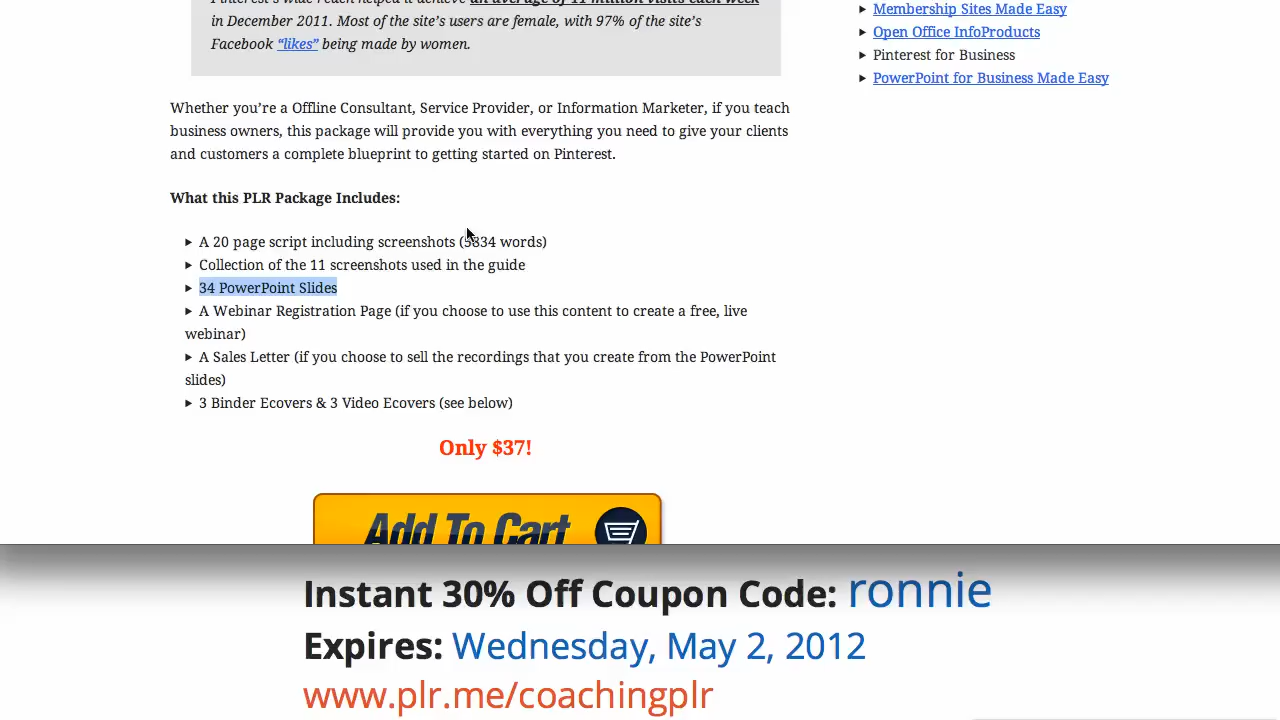 Pinterest's wide reach helped it achieve an average of 11 million visits each week
in December 2011. Most of the site's users are female, with 97% of the site's
Facebook “likes” being made by women.
Whether you’re a Offline Consultant, Service Provider, or Information Marketer, if you teach
business owners, this package will provide you with everything you need to give your clients
and customers a complete blueprint to getting started on Pinterest.
What this PLR Package Includes:
A 20 page script including screenshots (5334 words)
Collection of the 11 screenshots used in the guide
34 PowerPoint Slides
A Webinar Registration Page (if you choose to use this content to create a free, live
webinar)
A Sales Letter (if you choose to sell the recordings that you create from the PowerPoint
slides)
3 Binder Ecovers & 3 Video Ecovers (see below)
Only $37!
Add To Cart
Membership Sites Made Easy
Open Office InfoProducts
Pinterest for Business
PowerPoint for Business Made Easy
Instant 30% Off Coupon Code: ronnie
Expires: Wednesday, May 2, 2012
www.plr.me/coachingplr